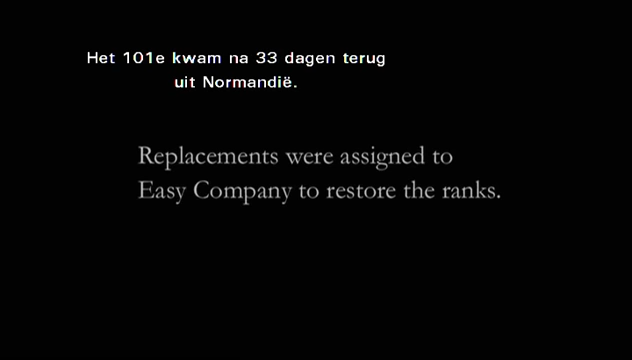 Het 101e kwam na 33 dagen terug
uit Normandië.
Replacements were assigned to
Easy Company to restore the ranks.